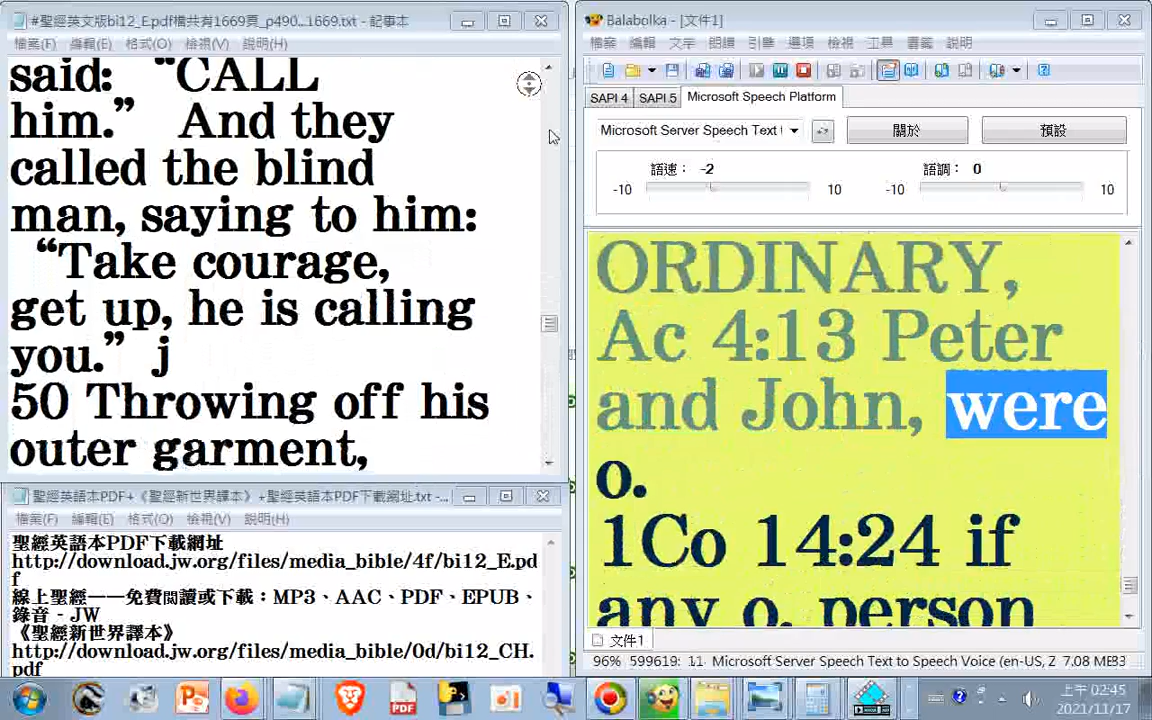 #聖經英文版bi12_E.pdf檔共有1669頁_p490...1669.txt - 記事本
檔案(F) 編輯(E) 格式(O) 檢視(V) 說明(H)
said: “CALL
him.” And they
called the blind
man, saying to him:
“Take courage,
get up, he is calling
you.” j
50 Throwing off his
outer garment,
聖經英語本PDF+《聖經新世界譯本》+聖經英語本PDF下載網址.txt -...
檔案(F) 編輯(E) 格式(O) 檢視(V) 說明(H)
聖經英語本PDF下載網址
http://download.jw.org/files/media_bible/4f/bi12_E.pd
f
線上聖經——免費閱讀或下載：MP3、AAC、PDF、EPUB、
錄音 - JW
《聖經新世界譯本》
http://download.jw.org/files/media_bible/0d/bi12_CH.
pdf
Balabolka - [文件1]
檔案 編輯 文字 朗讀 引擎 選項 檢視 工具 書籤 說明
SAPI 4 SAPI 5 Microsoft Speech Platform
Microsoft Server Speech Text 關於 預設
語速： -2 語調： 0
-10 10 -10 10
ORDINARY,
Ac 4:13 Peter
and John, were
o.
1Co 14:24 if
any o. person
文件1
96% 599619: 11 Microsoft Server Speech Text to Speech Voice (en-US, Z 7.08 MB
上午 02:45
2021/11/17